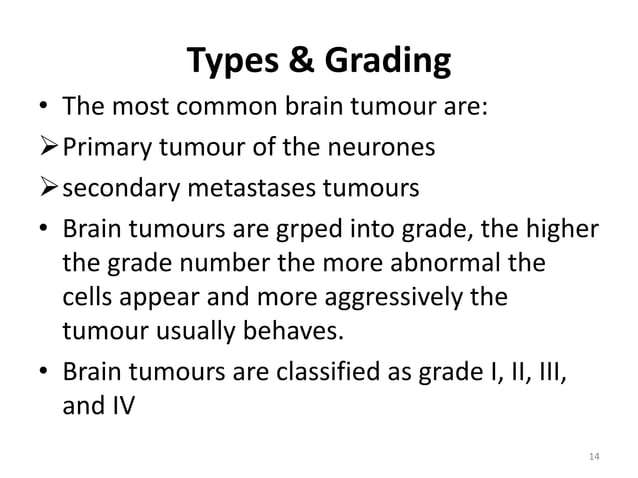 Types & Grading
• The most common brain tumour are:
➢Primary tumour of the neurones
➢secondary metastases tumours
• Brain tumours are grped into grade, the higher
the grade number the more abnormal the
cells appear and more aggressively the
tumour usually behaves.
• Brain tumours are classified as grade I, II, III,
and IV
14